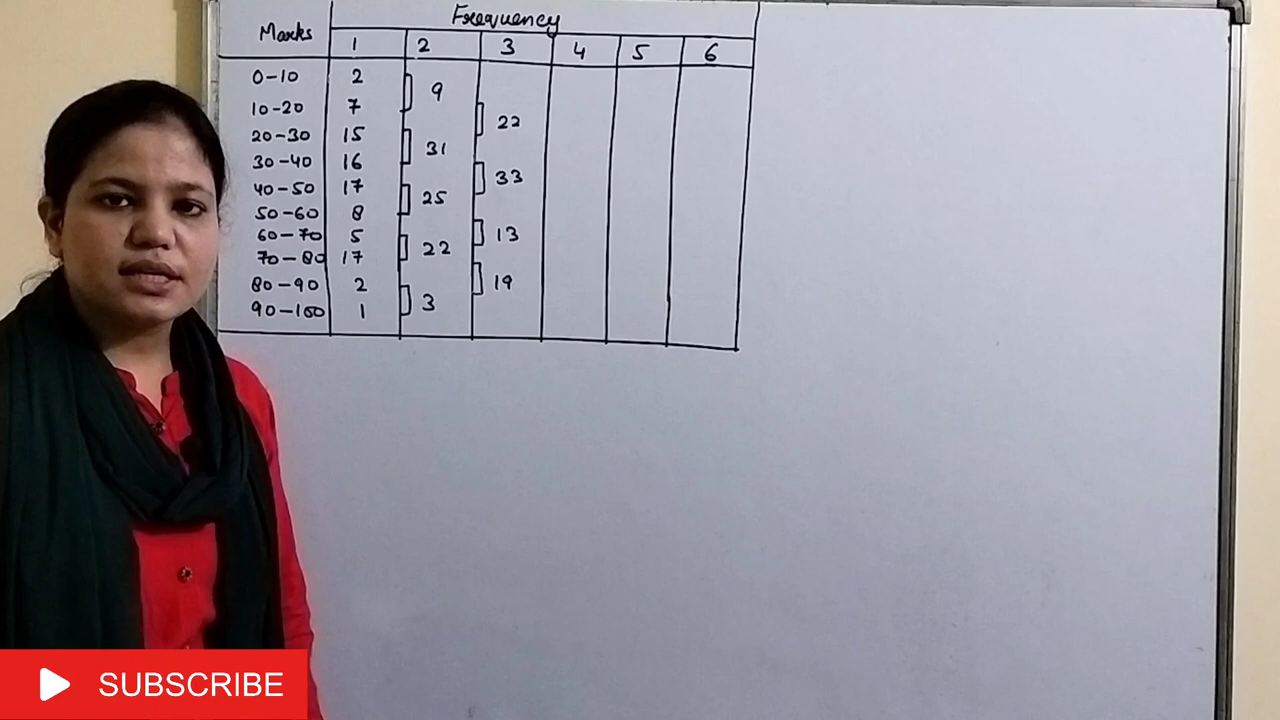 Frequency
Marks 1 2 3 4 5 6
0-10 2 9
10-20 7 22
20-30 15 31
30-40 16 33
40-50 17 25
50-60 8
60-70 5 22 13
70-80 17
80-90 2 3 19
90-100 1
SUBSCRIBE